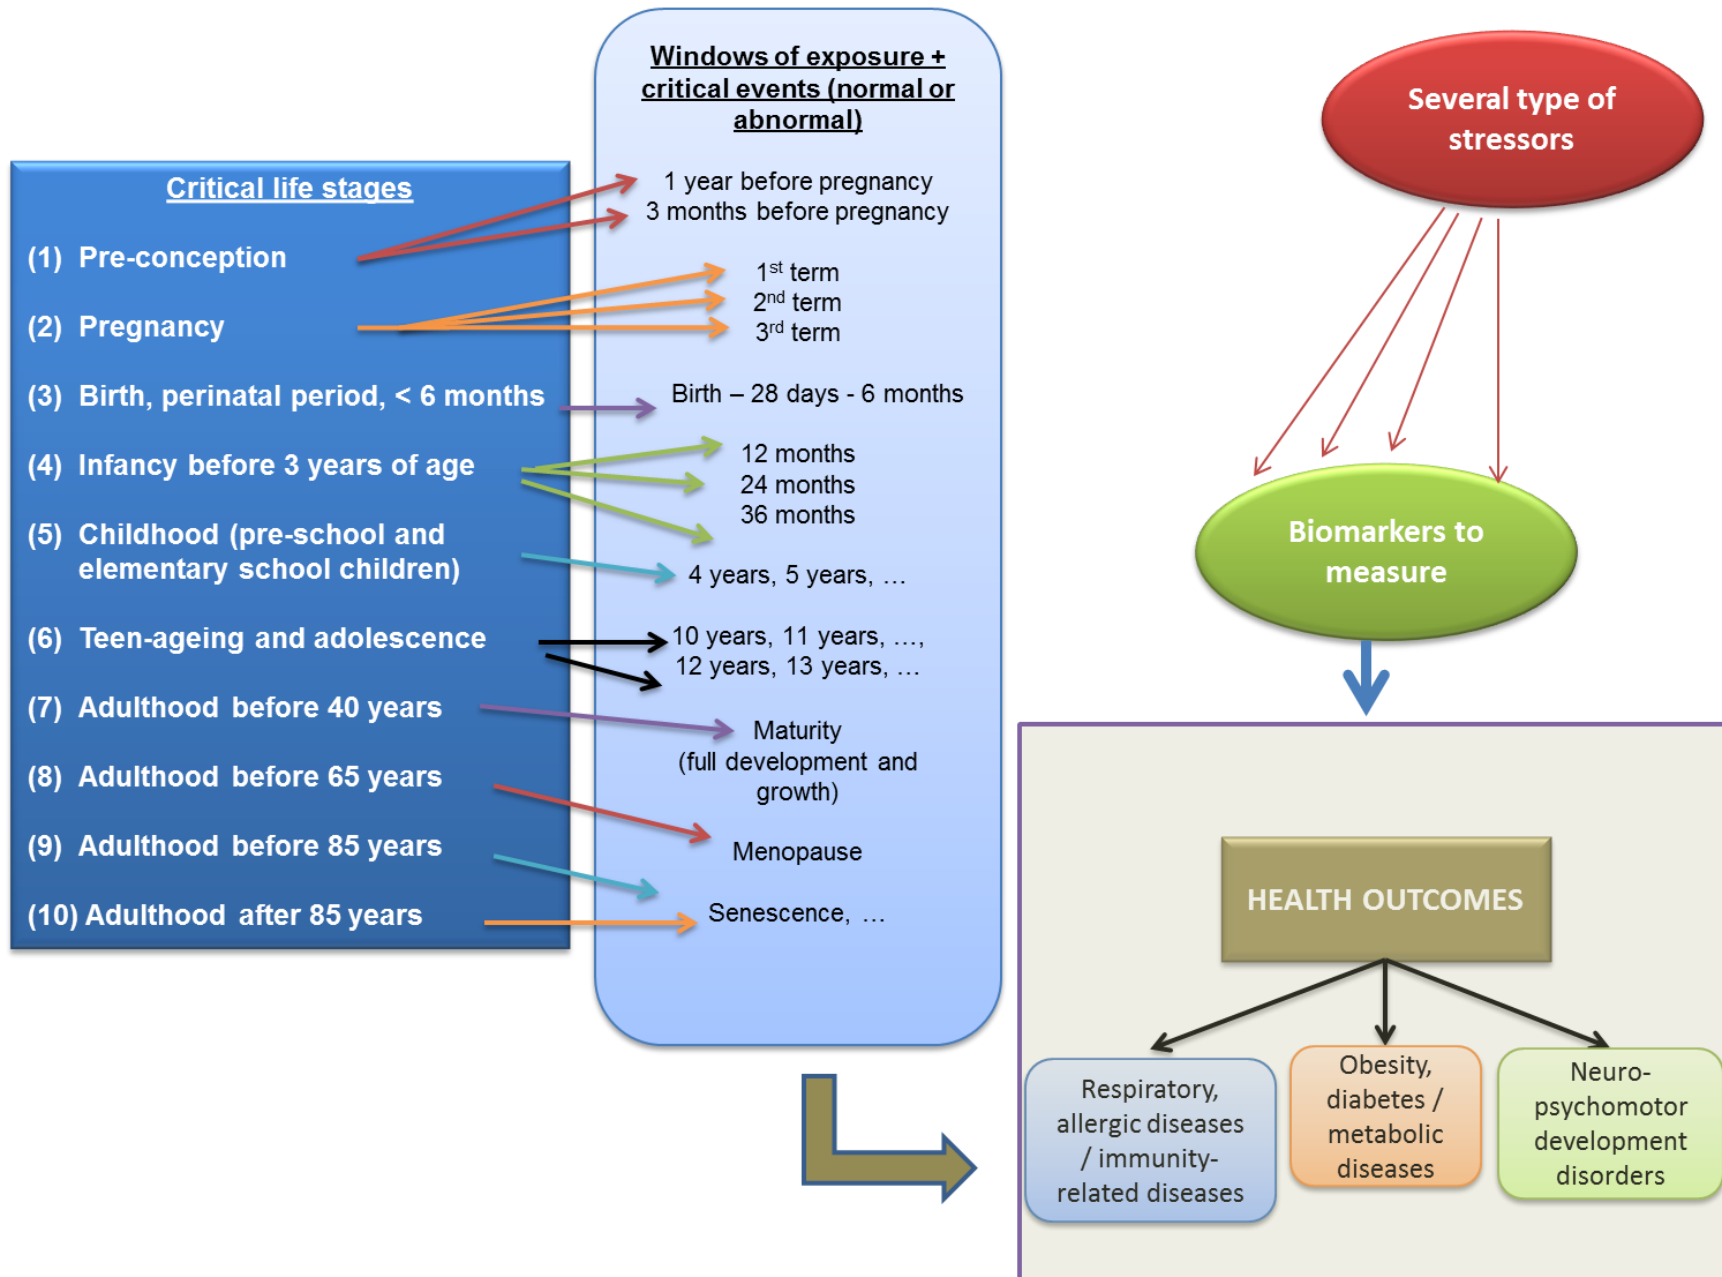 Windows of exposure +
critical events (normal or
abnormal)
Critical life stages
(1) Pre-conception
(2) Pregnancy
(3) Birth, perinatal period, < 6 months
(4) Infancy before 3 years of age
(5) Childhood (pre-school and
elementary school children)
(6) Teen-ageing and adolescence
(7) Adulthood before 40 years
(8) Adulthood before 65 years
(9) Adulthood before 85 years
(10) Adulthood after 85 years
1 year before pregnancy
3 months before pregnancy
1st term
2nd term
3rd term
Birth – 28 days - 6 months
12 months
24 months
36 months
4 years, 5 years, …
10 years, 11 years, …,
12 years, 13 years, …
Maturity
(full development and
growth)
Menopause
Senescence, …
Several type of
stressors
Biomarkers to
measure
HEALTH OUTCOMES
Respiratory,
allergic diseases
/ immunity-
related diseases
Obesity,
diabetes /
metabolic
diseases
Neuro-
psychomotor
development
disorders